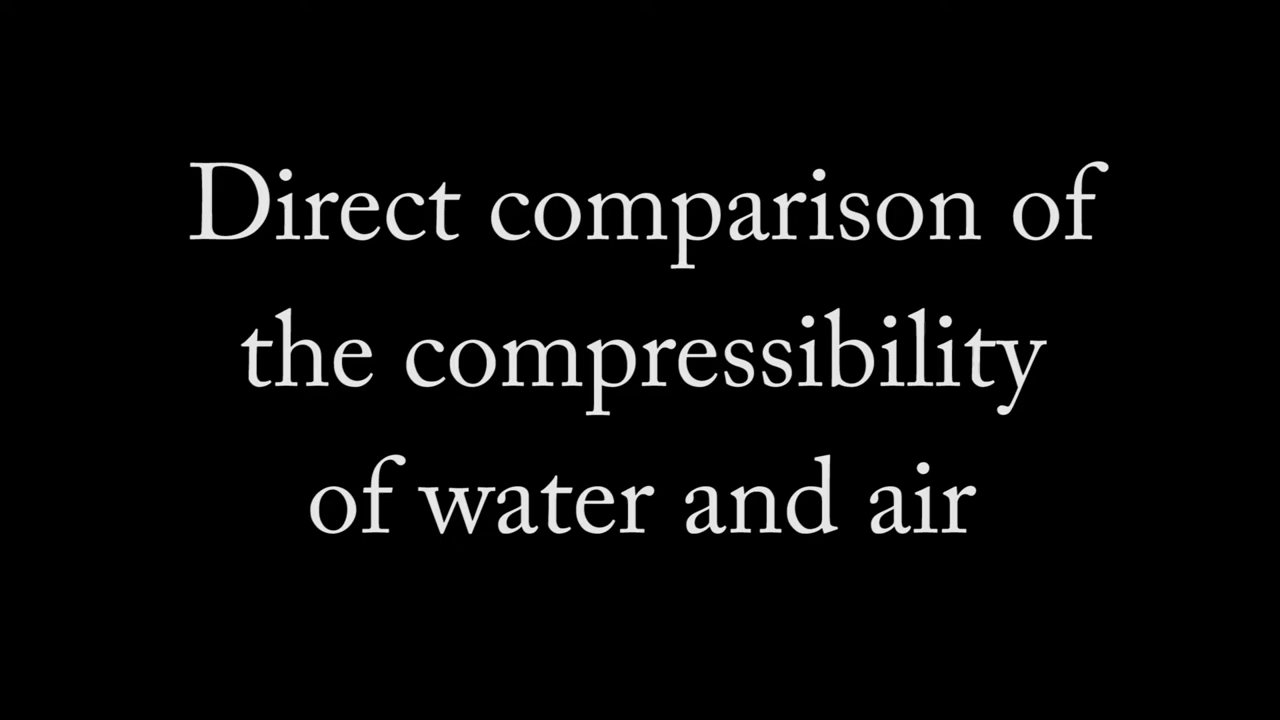 Direct comparison of
the compressibility
of water and air